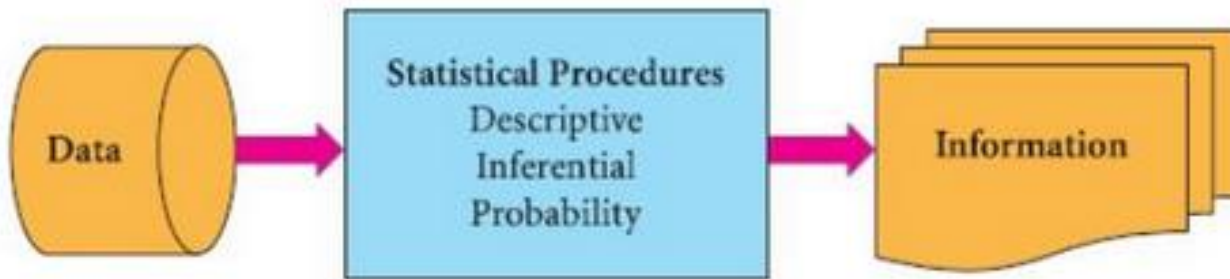 Data
Statistical Procedures
Descriptive
Inferential
Probability
Information